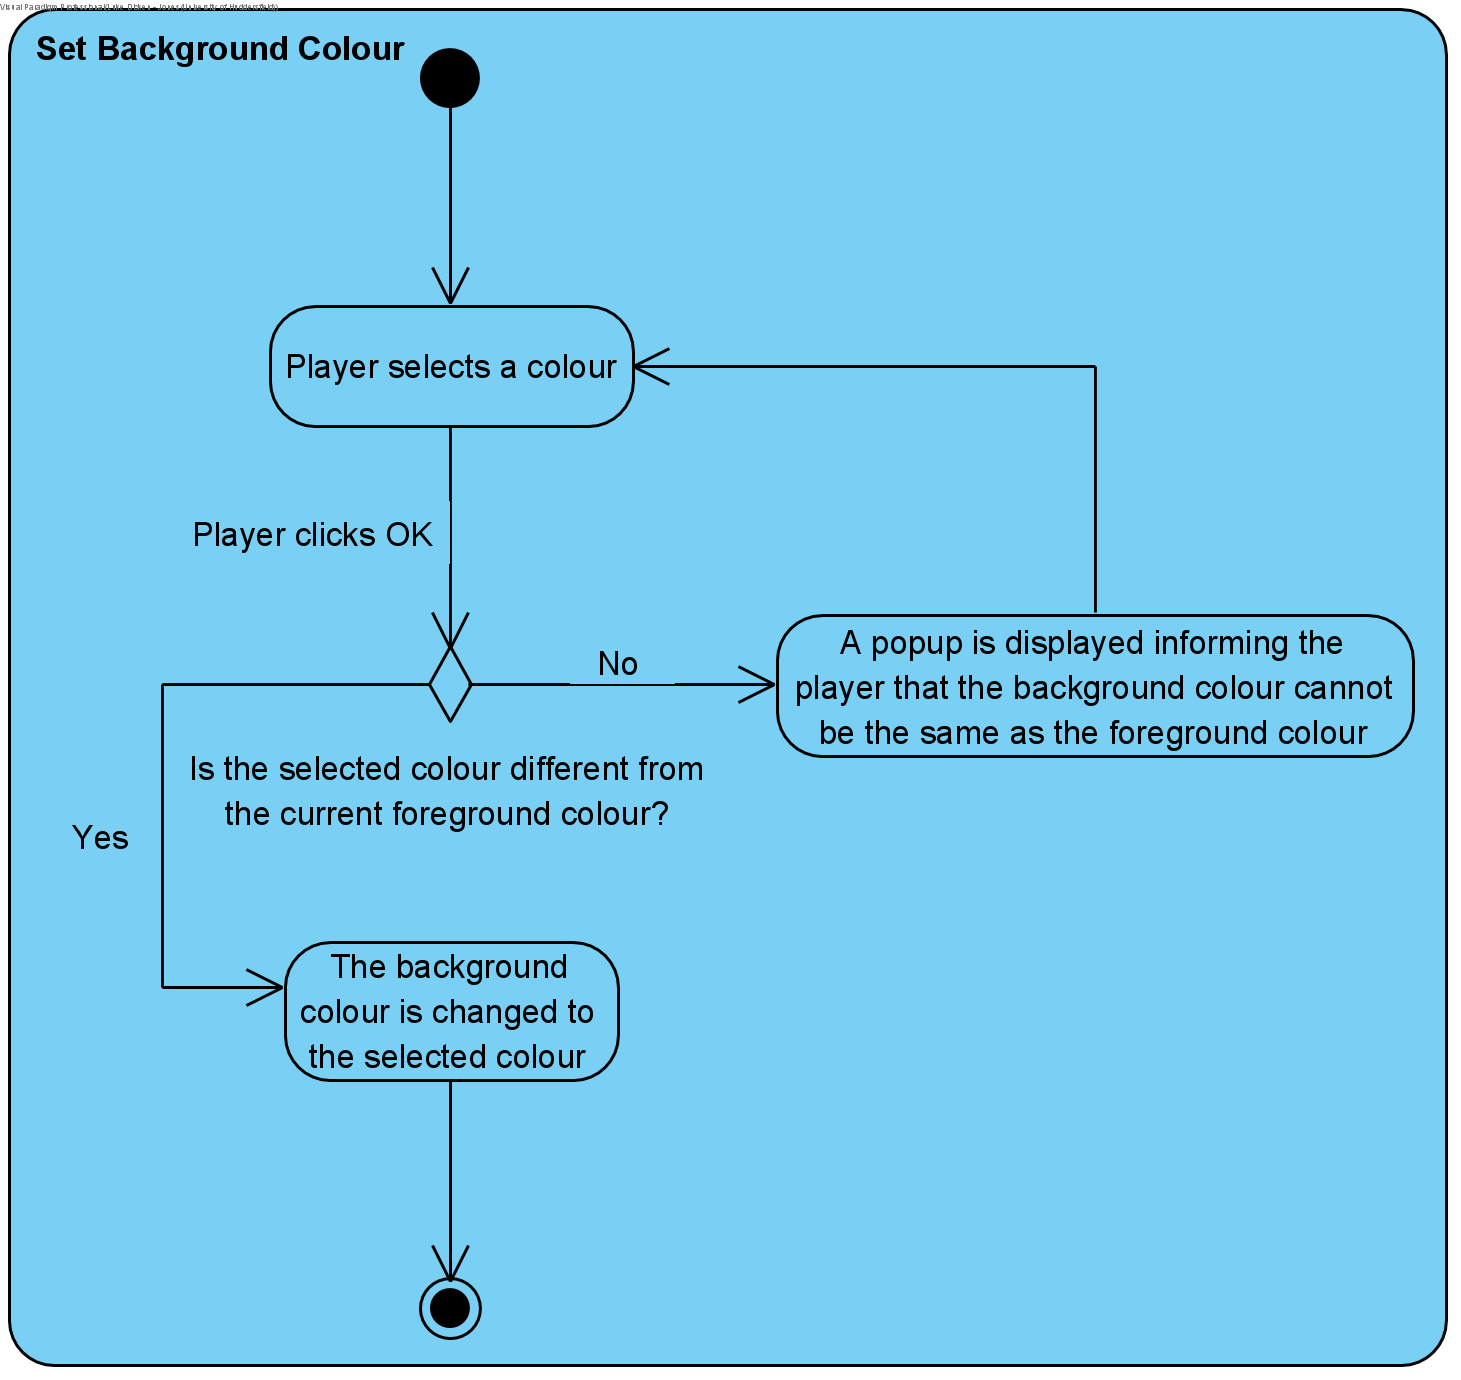 Visual Paradigm Professional
Set Background Colour
Player selects a colour
Player clicks OK
No
A popup is displayed informing the
player that the background colour cannot
be the same as the foreground colour
Is the selected colour different from
the current foreground colour?
Yes
The background
colour is changed to
the selected colour